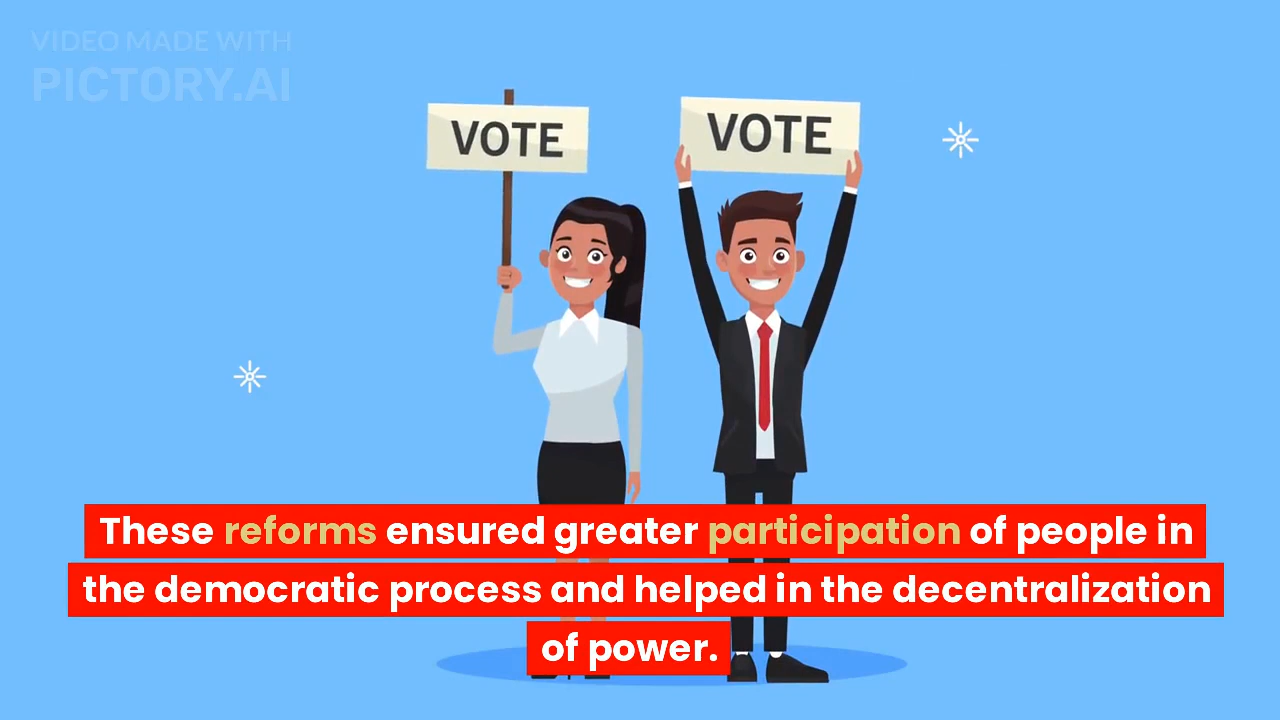 VIDEO MADE WITH
PICTORY.AI
VOTE
VOTE
These reforms ensured greater participation of people in
the democratic process and helped in the decentralization
of power.